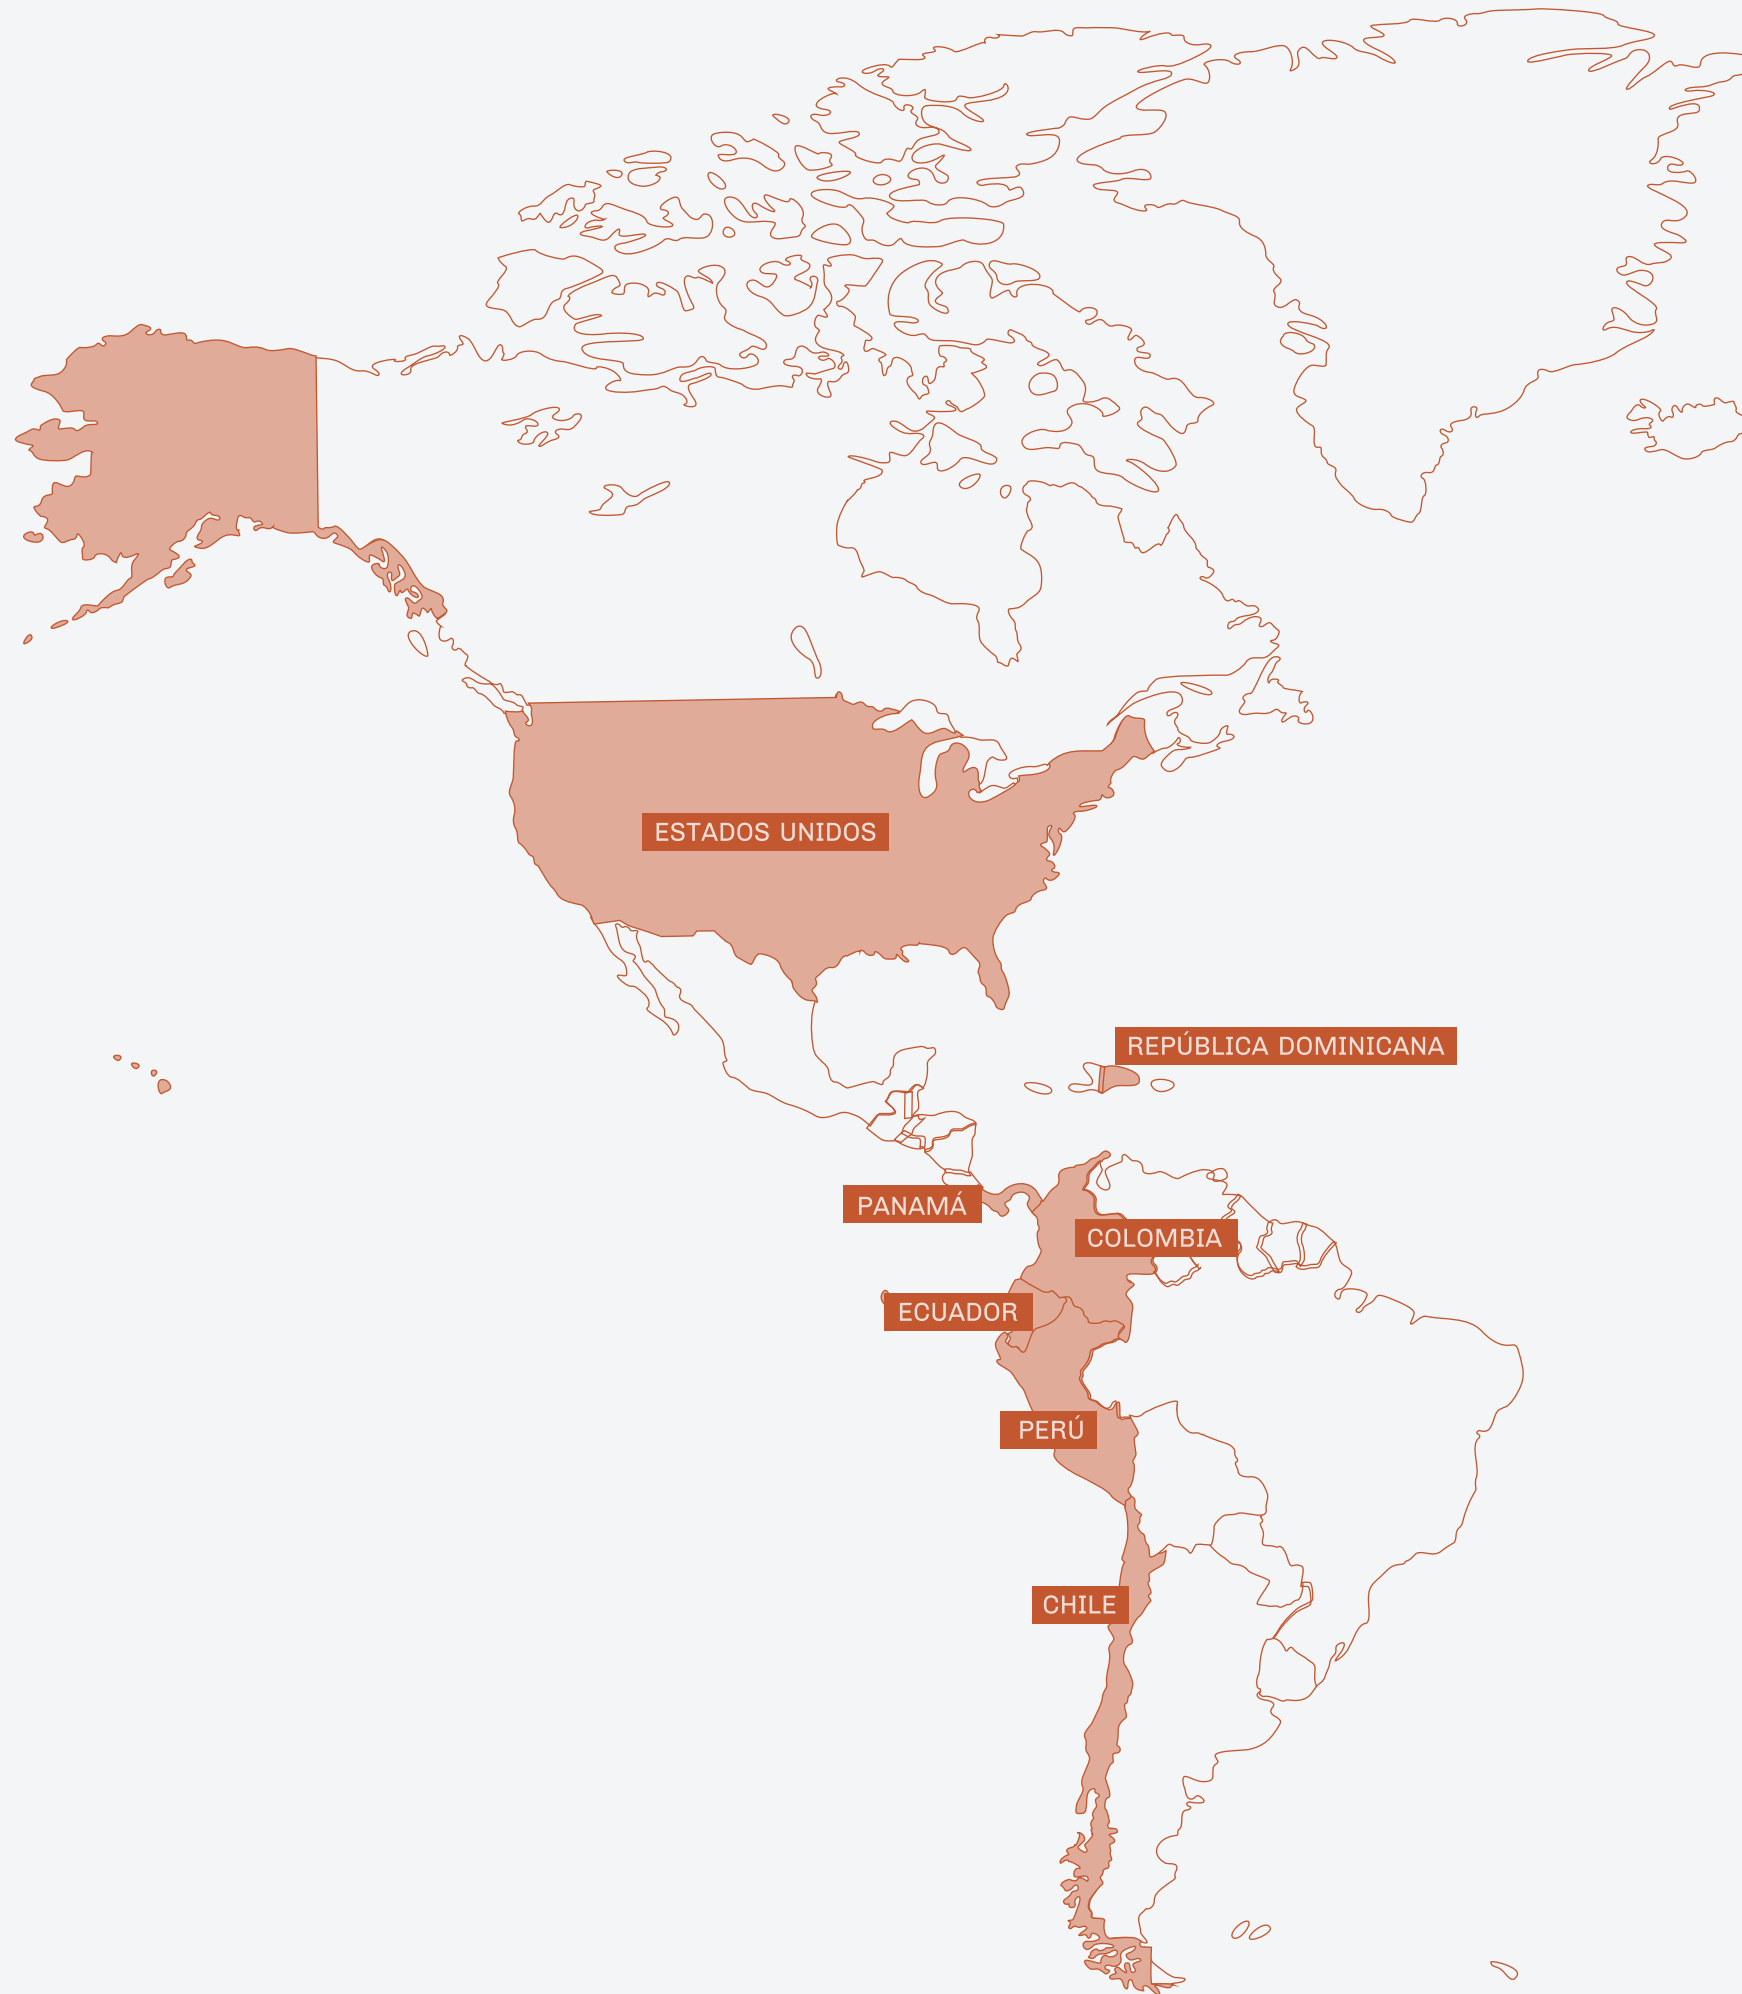 ESTADOS UNIDOS
REPÚBLICA DOMINICANA
PANAMÁ
COLOMBIA
ECUADOR
PERÚ
CHILE